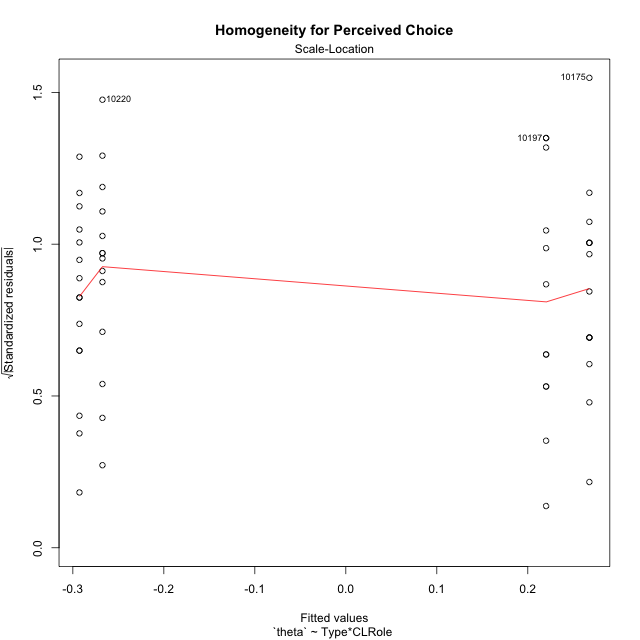 Homogeneity for Perceived Choice
Scale-Location
√|Standardized residuals|
1.5
1.0
0.5
0.0
10220
10175
10197
-0.3
-0.2
-0.1
0.0
0.1
0.2
Fitted values
`theta` ~ Type*CLRole